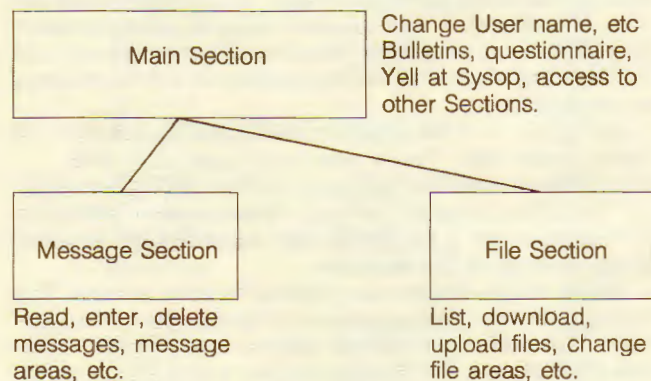 Main Section
Change User name, etc
Bulletins, questionnaire,
Yell at Sysop, access to
other Sections.
Message Section
File Section
Read, enter, delete
messages, message
areas, etc.
List, download,
upload files, change
file areas, etc.